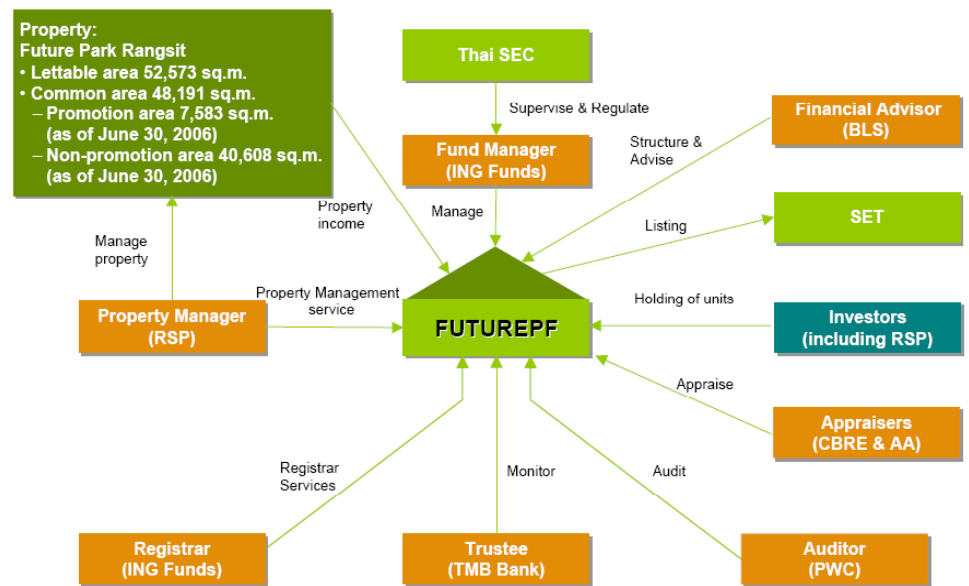 Property:
Future Park Rangsit
• Lettable area 52,573 sq.m.
• Common area 48,191 sq.m.
– Promotion area 7,583 sq.m.
(as of June 30, 2006)
– Non-promotion area 40,608 sq.m.
(as of June 30, 2006)
Thai SEC
Supervise & Regulate
Financial Advisor
(BLS)
Fund Manager
(ING Funds)
Structure &
Advise
Property
income
Manage
SET
Listing
Manage
property
Property Management
service
Holding of units
Property Manager
(RSP)
FUTUREPF
Investors
(including RSP)
Appraise
Appraisers
(CBRE & AA)
Registrar
Services
Monitor
Audit
Registrar
(ING Funds)
Trustee
(TMB Bank)
Auditor
(PWC)